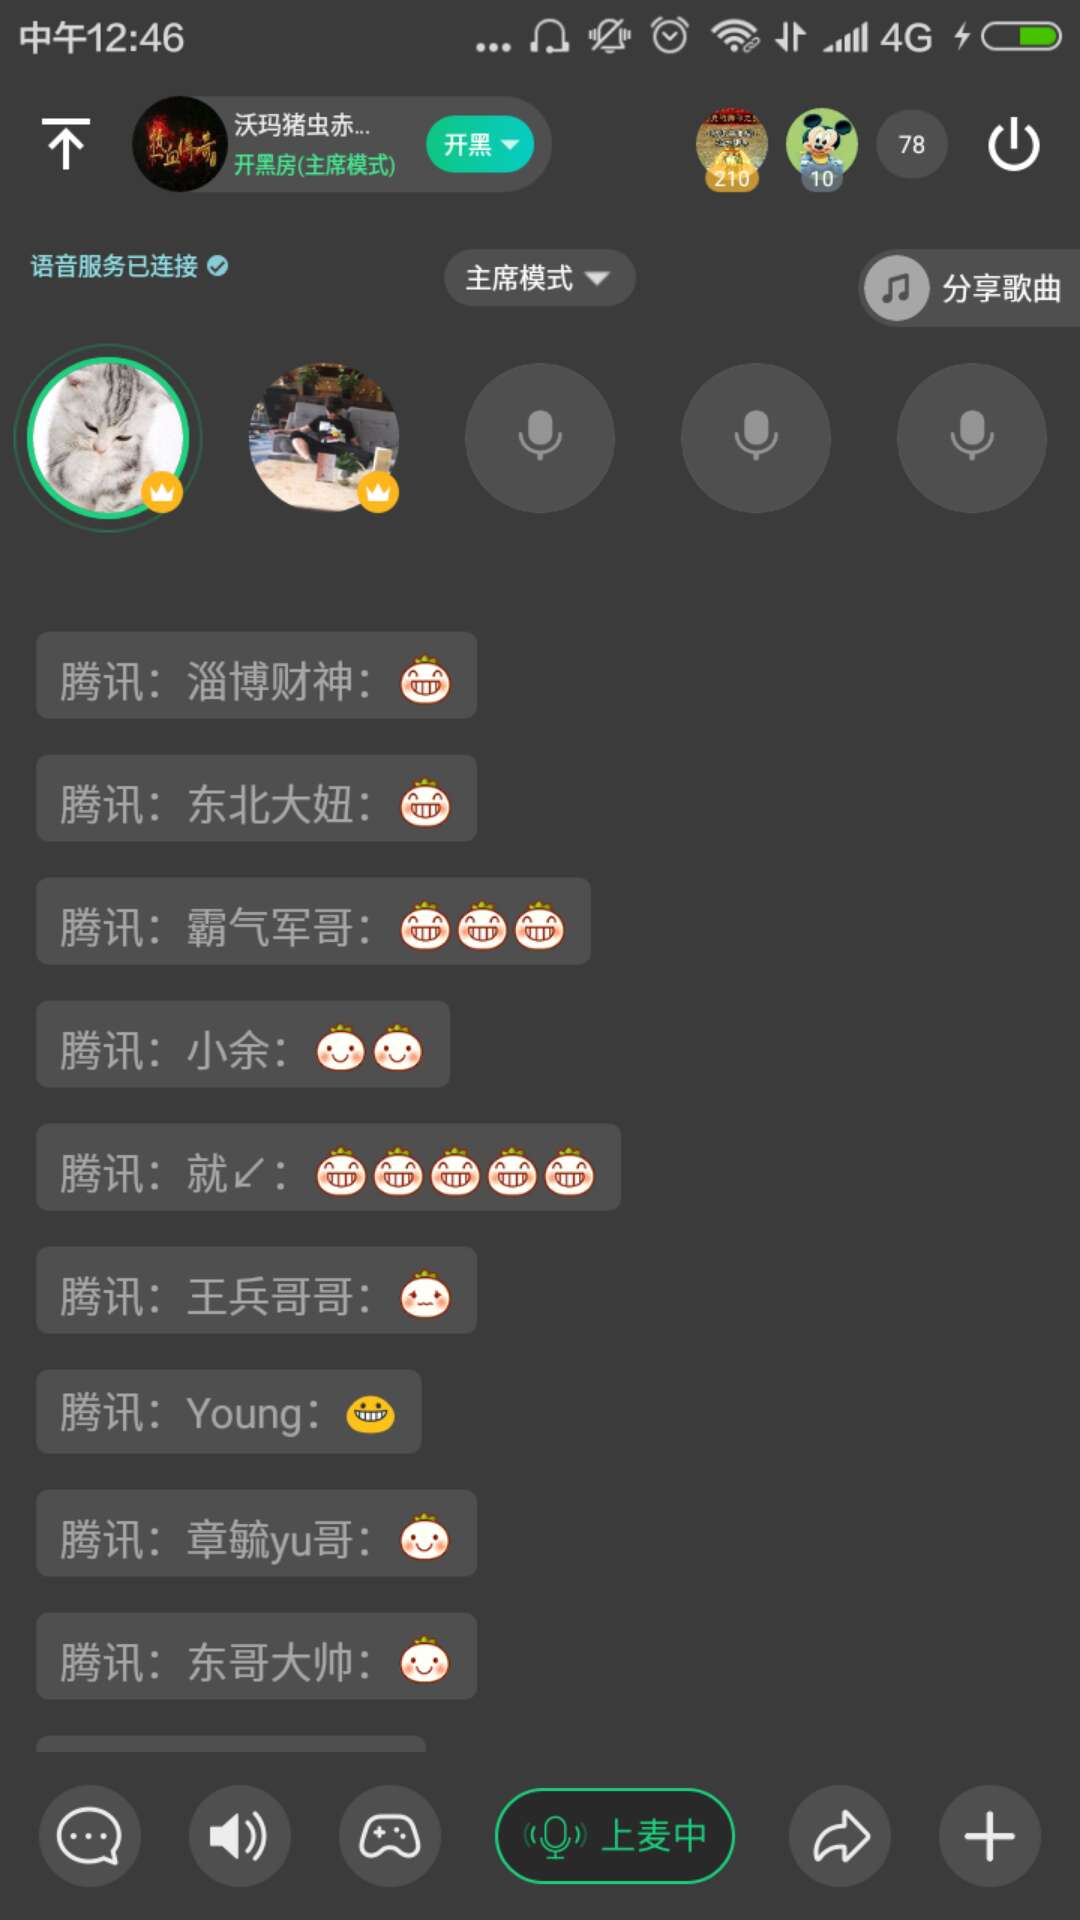 中午12:46
4G
沃玛猪虫赤...
开黑房(主席模式)
开黑
210
10
78
语音服务已连接
主席模式
分享歌曲
腾讯：淄博财神：
腾讯：东北大妞：
腾讯：霸气军哥：
腾讯：小余：
腾讯：就↙：
腾讯：王兵哥哥：
腾讯：Young：
腾讯：章毓yu哥：
腾讯：东哥大帅：
上麦中